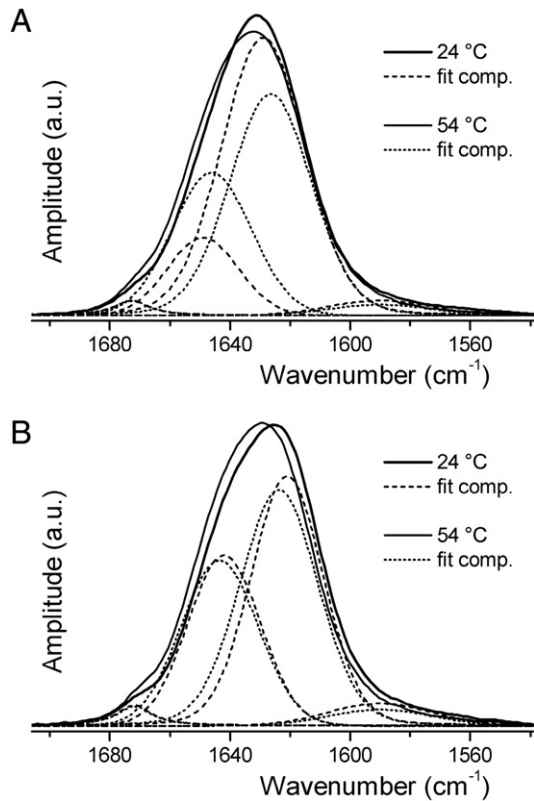 A
Amplitude (a.u.)
24 °C
fit comp.
54 °C
fit comp.
1680
1640
1600
1560
Wavenumber (cm⁻¹)
B
Amplitude (a.u.)
24 °C
fit comp.
54 °C
fit comp.
1680
1640
1600
1560
Wavenumber (cm⁻¹)